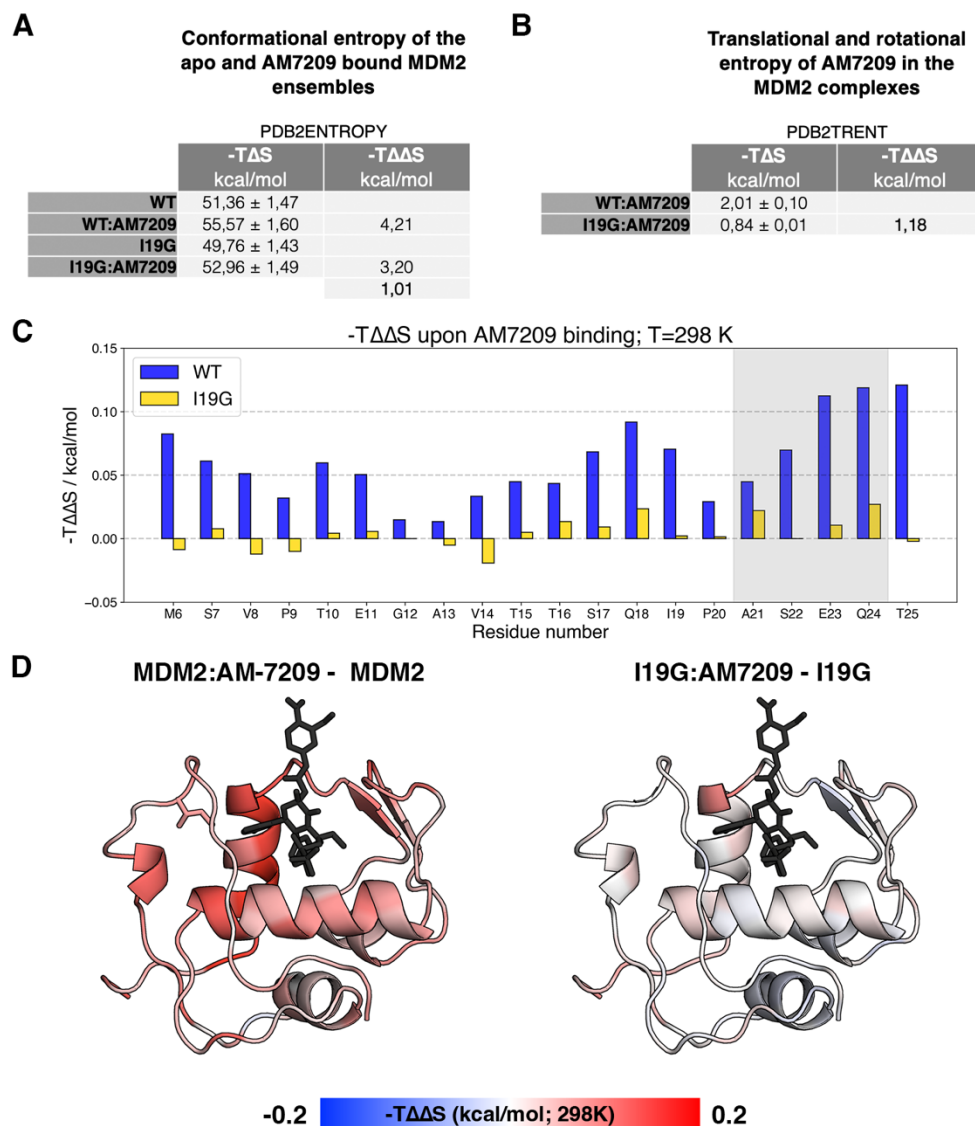 A
Conformational entropy of the
apo and AM7209 bound MDM2
ensembles
PDB2ENTROPY
-TΔS -TΔΔS
kcal/mol kcal/mol
WT 51,36 ± 1,47
WT:AM7209 55,57 ± 1,60 4,21
I19G 49,76 ± 1,43
I19G:AM7209 52,96 ± 1,49 3,20
1,01
B
Translational and rotational
entropy of AM7209 in the
MDM2 complexes
PDB2TRENT
-TΔS -TΔΔS
kcal/mol kcal/mol
WT:AM7209 2,01 ± 0,10
I19G:AM7209 0,84 ± 0,01 1,18
C
-TΔΔS upon AM7209 binding; T=298 K
WT
I19G
-TΔΔS / kcal/mol
0.15
0.10
0.05
0.00
−0.05
M6 S7 V8 P9 T10 E11 G12 A13 V14 T15 T16 S17 Q18 I19 P20 A21 S22 E23 Q24 T25
Residue number
D
MDM2:AM-7209 - MDM2 I19G:AM7209 - I19G
-0.2 -TΔΔS (kcal/mol; 298K) 0.2